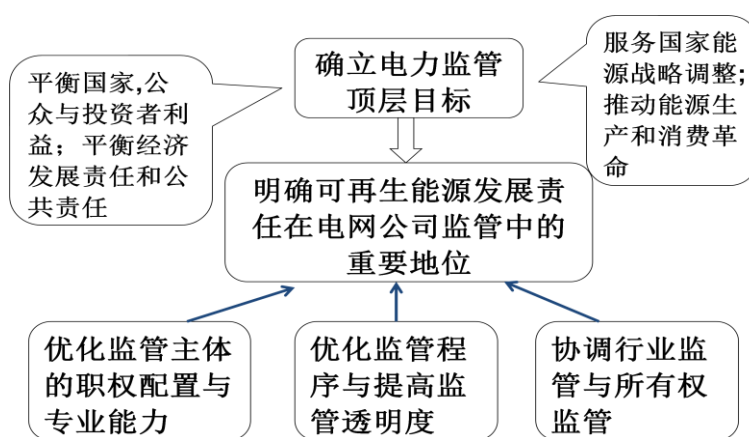 确立电力监管
顶层目标
平衡国家,公
众与投资者利
益；平衡经济
发展责任和公
共责任
服务国家能
源战略调整;
推动能源生
产和消费革
命
明确可再生能源发展责
任在电网公司监管中的
重要地位
优化监管主体
的职权配置与
专业能力
优化监管程
序与提高监
管透明度
协调行业监
管与所有权
监管